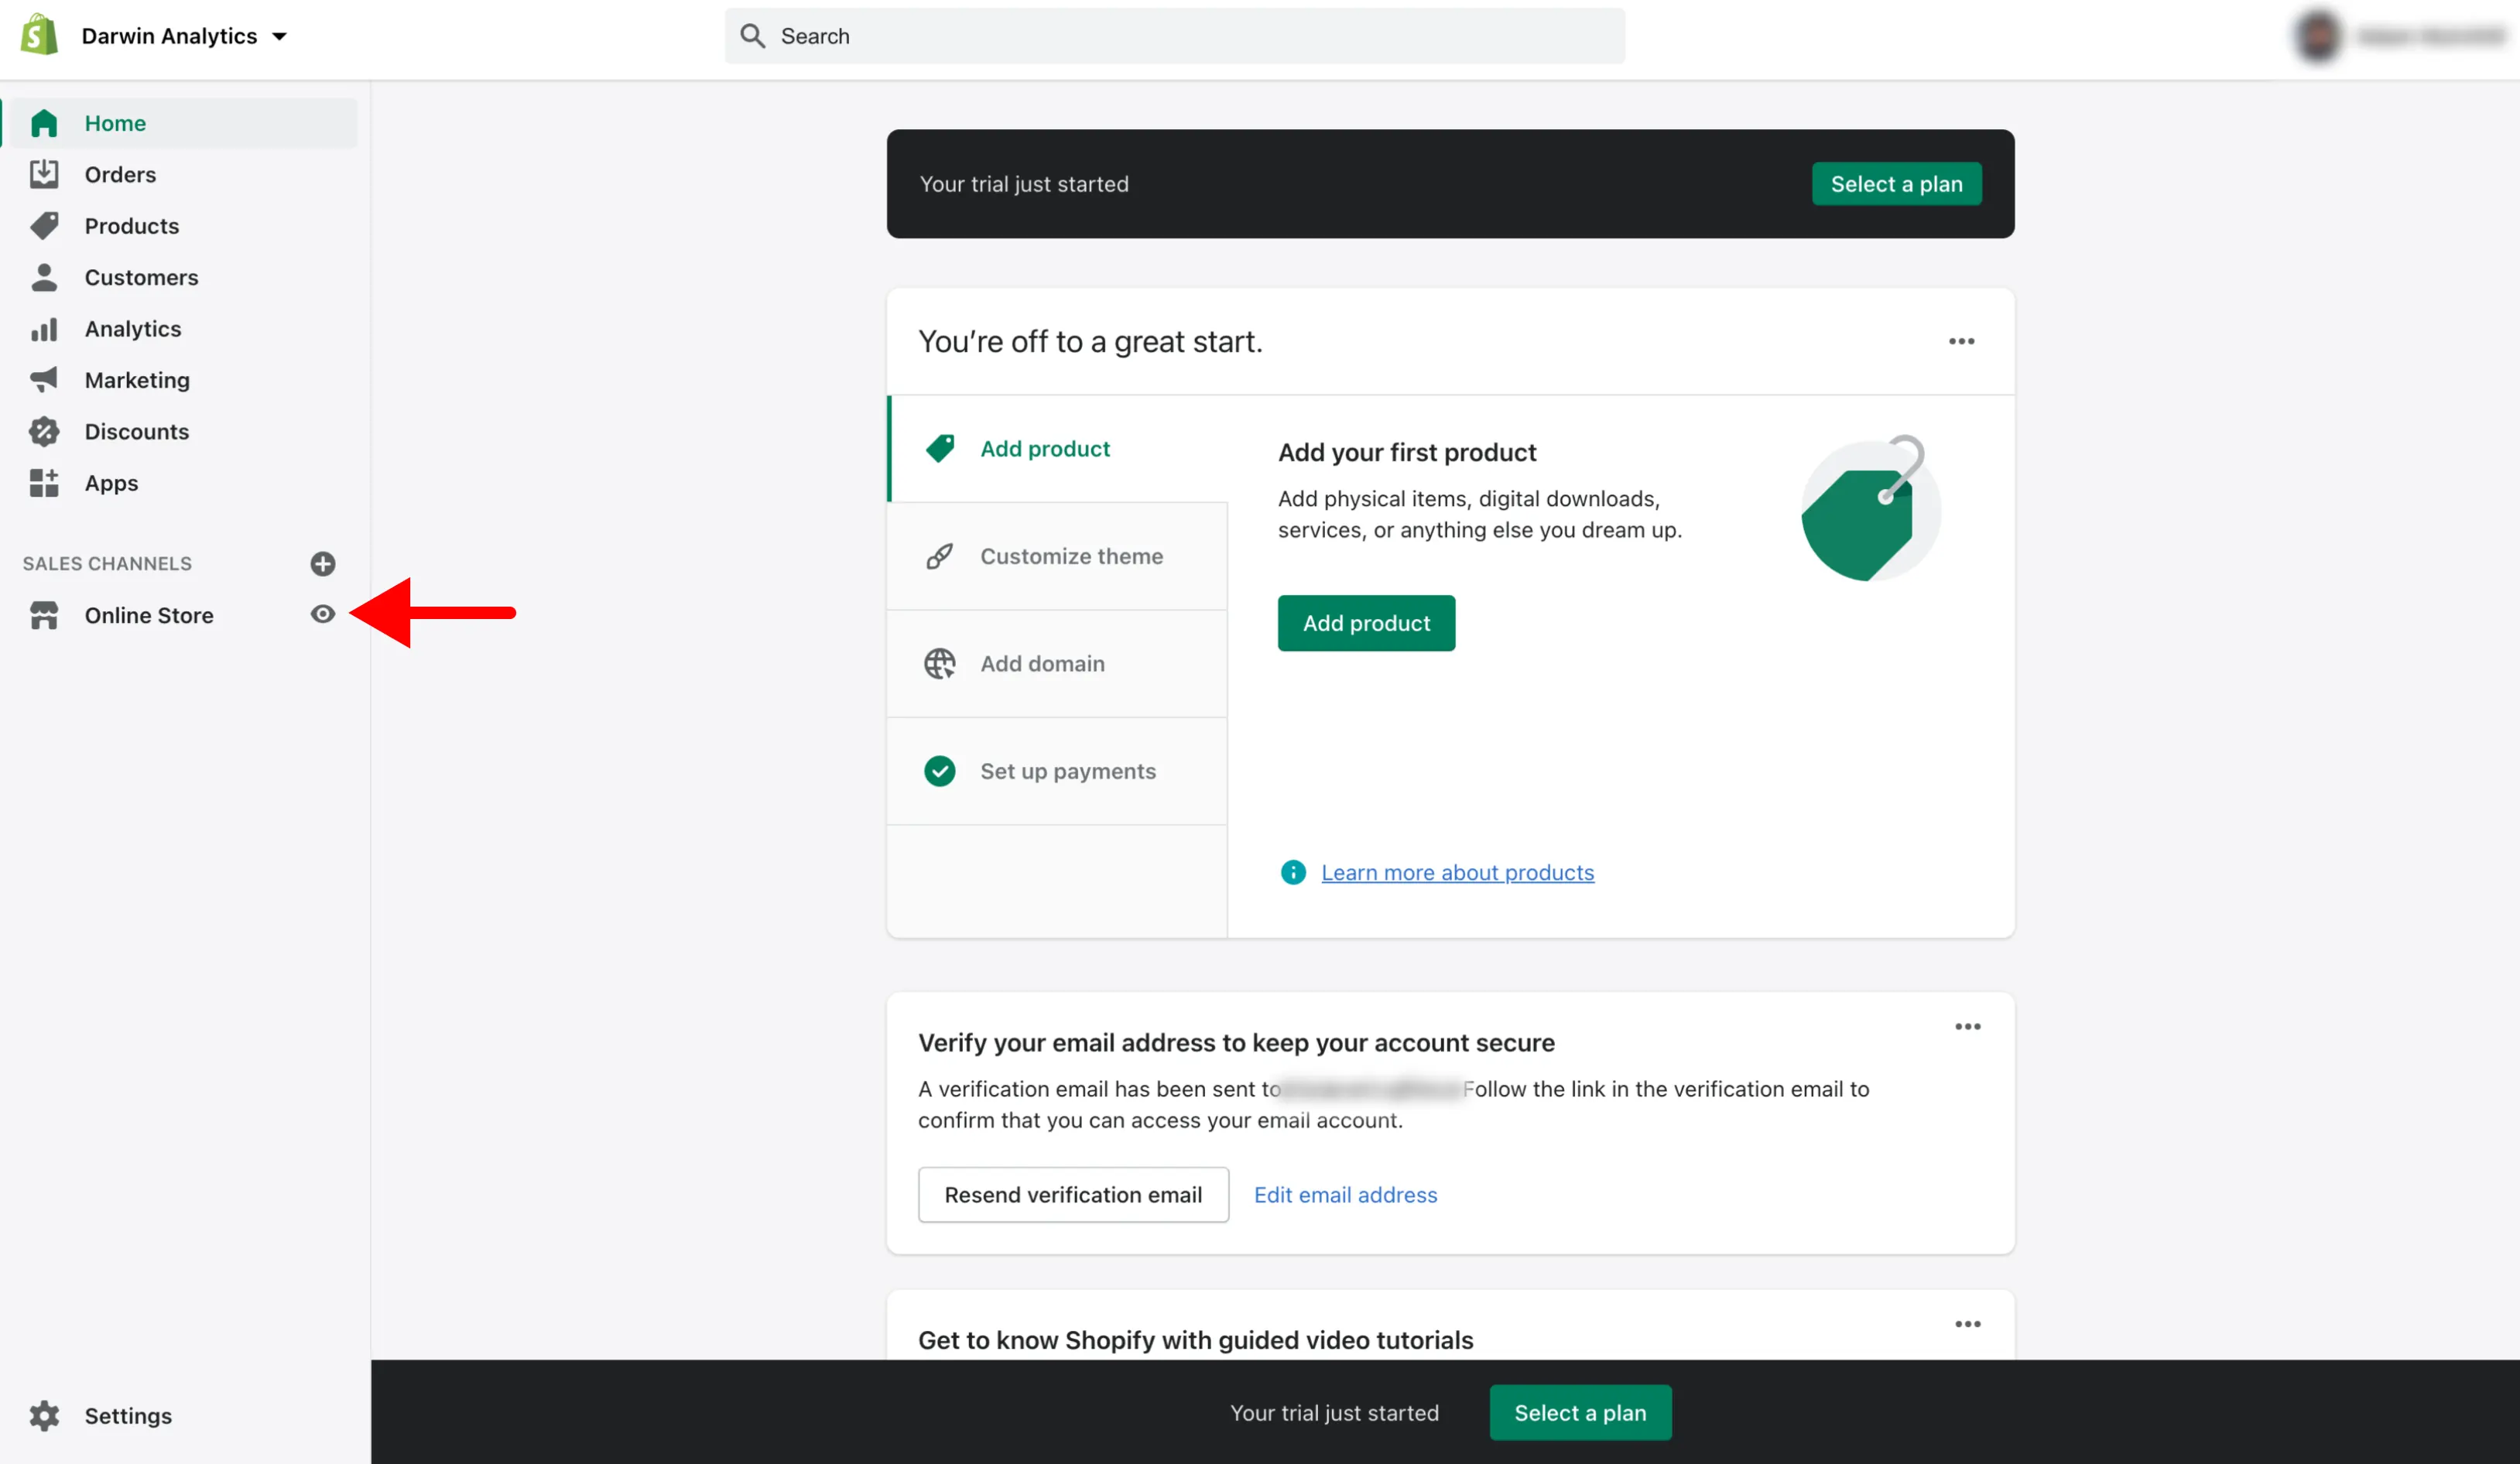 Darwin Analytics
Search
Home
Orders
Products
Customers
Analytics
Marketing
Discounts
Apps
SALES CHANNELS
Online Store
Settings
Your trial just started
Select a plan
You’re off to a great start.
Add product
Customize theme
Add domain
Set up payments
Add your first product
Add physical items, digital downloads,
services, or anything else you dream up.
Add product
Learn more about products
Verify your email address to keep your account secure
A verification email has been sent to Follow the link in the verification email to
confirm that you can access your email account.
Resend verification email
Edit email address
Get to know Shopify with guided video tutorials
Your trial just started
Select a plan